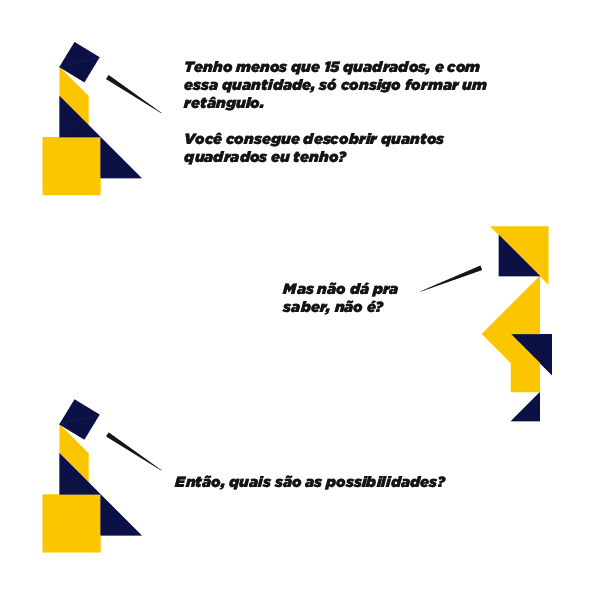 Tenho menos que 15 quadrados, e com
essa quantidade, só consigo formar um
retângulo.
Você consegue descobrir quantos
quadrados eu tenho?
Mas não dá pra
saber, não é?
Então, quais são as possibilidades?